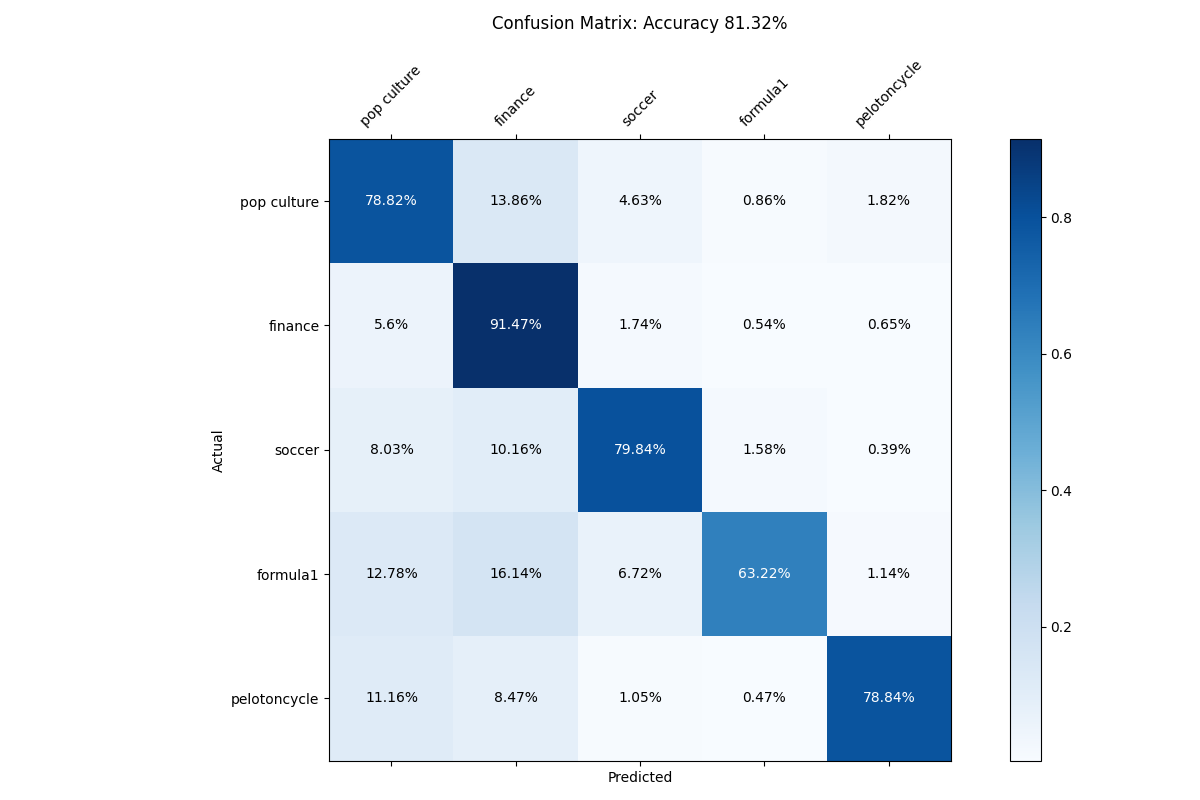 Confusion Matrix: Accuracy 81.32%
pop culture finance soccer formula1 pelotoncycle
pop culture 78.82% 13.86% 4.63% 0.86% 1.82%
finance 5.6% 91.47% 1.74% 0.54% 0.65%
soccer 8.03% 10.16% 79.84% 1.58% 0.39%
formula1 12.78% 16.14% 6.72% 63.22% 1.14%
pelotoncycle 11.16% 8.47% 1.05% 0.47% 78.84%
Actual
Predicted
0.8
0.6
0.4
0.2